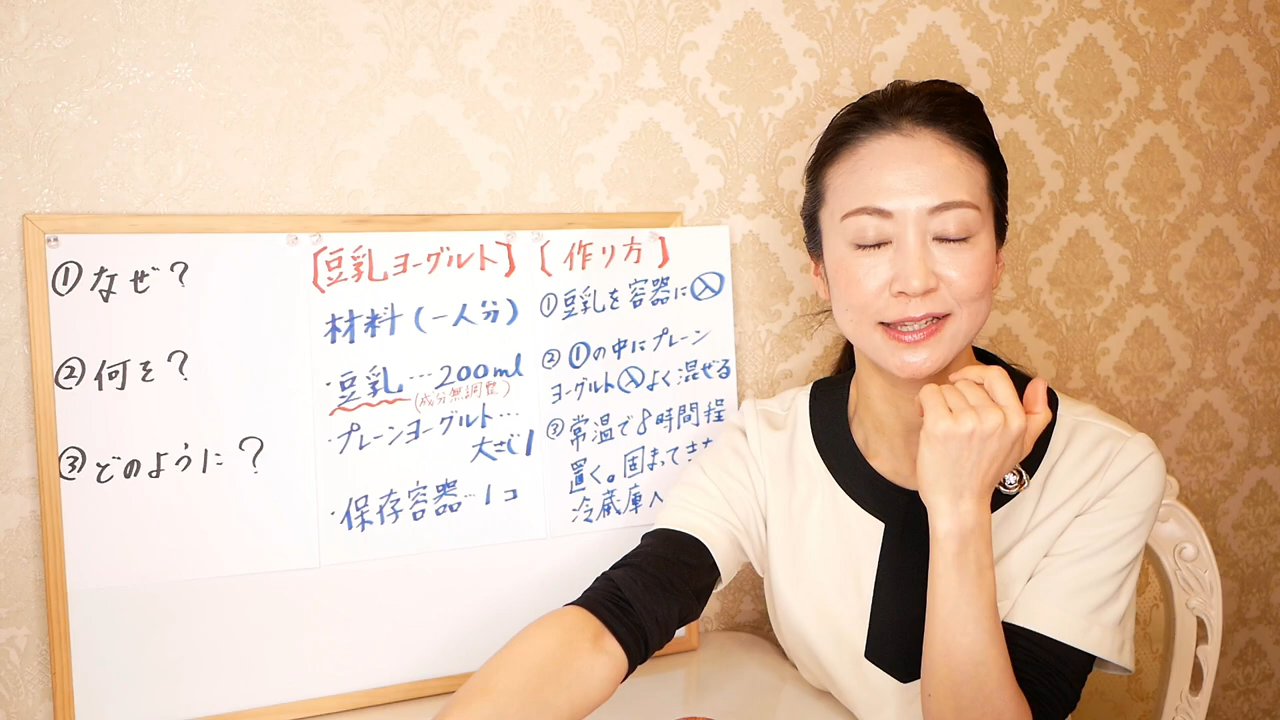 ①なぜ?
②何を?
③どのように?
【豆乳ヨーグルト】
材料(一人分)
・豆乳…200ml
(成分無調整)
・プレーンヨーグルト…
大さじ1
・保存容器…1コ
【作り方】
①豆乳を容器に入
②①の中にプレーン
ヨーグルト入よく混ぜる
③常温で8時間程
置く。固まってきた
冷蔵庫へ